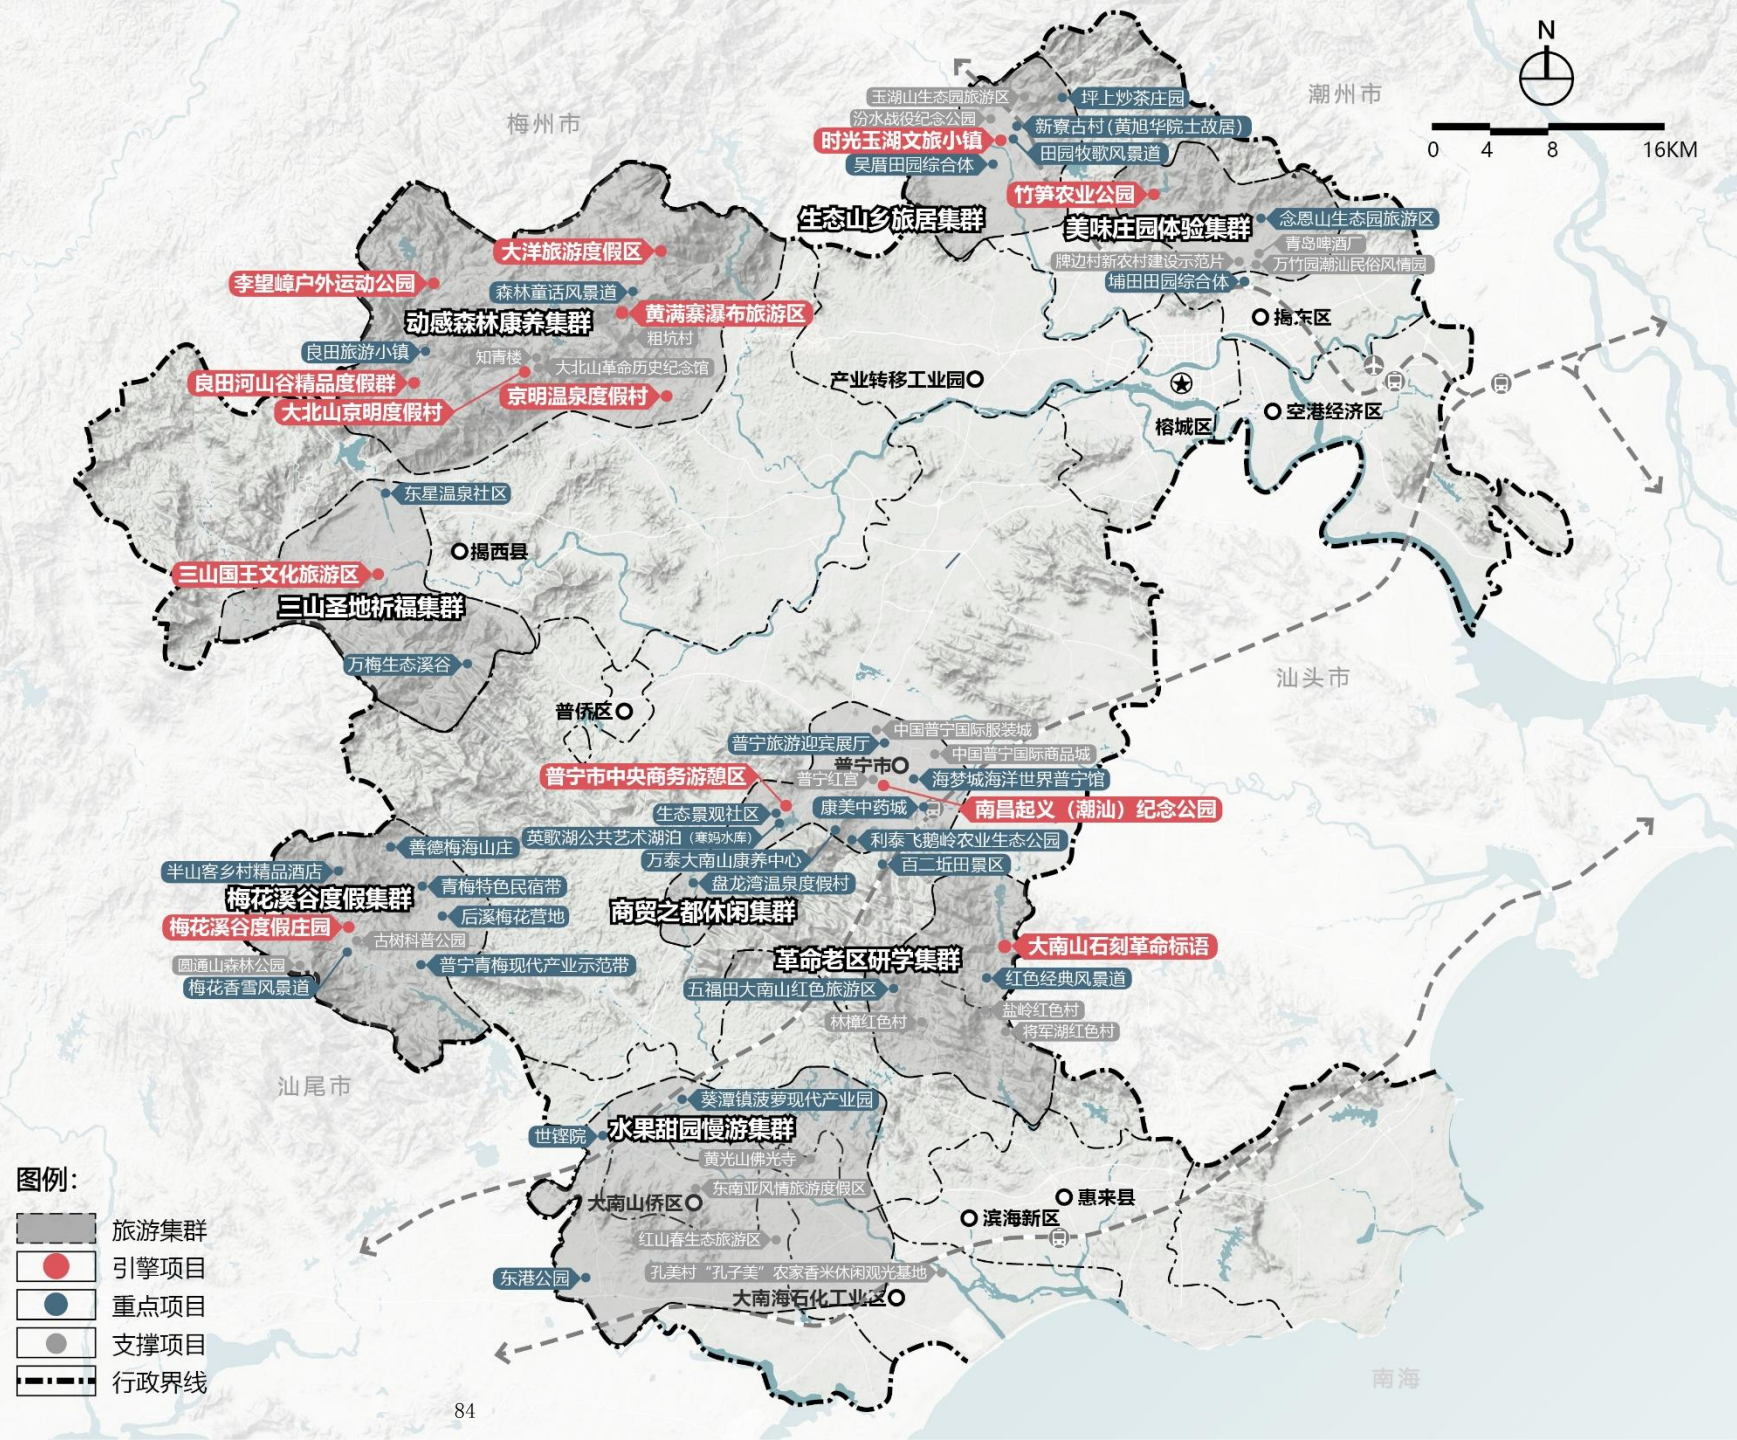 N
潮州市
0 4 8 16KM
梅州市
玉湖山生态园旅游区
坪上炒茶庄园
汾水战役纪念公园
新寮古村(黄旭华院士故居)
时光玉湖文旅小镇
田园牧歌风景道
吴厝田园综合体
竹笋农业公园
生态山乡旅居集群
美味庄园体验集群
念恩山生态园旅游区
青岛啤酒厂
牌边村新农村建设示范片
万竹园潮汕民俗风情园
埔田田园综合体
大洋旅游度假区
李望嶂户外运动公园
森林童话风景道
黄满寨瀑布旅游区
动感森林康养集群
粗坑村
良田旅游小镇
知青楼
大北山革命历史纪念馆
良田河山谷精品度假群
京明温泉度假村
大北山京明度假村
揭东区
产业转移工业园
空港经济区
榕城区
东星温泉社区
揭西县
三山国王文化旅游区
三山圣地祈福集群
万梅生态溪谷
汕头市
普侨区
中国普宁国际服装城
普宁旅游迎宾展厅
中国普宁国际商品城
普宁市
普宁市中央商务游憩区
普宁红宫
海梦城海洋世界普宁馆
生态景观社区
康美中药城
南昌起义（潮汕）纪念公园
英歌湖公共艺术湖泊（寒妈水库）
利泰飞鹅岭农业生态公园
万泰大南山康养中心
百二坵田景区
盘龙湾温泉度假村
商贸之都休闲集群
善德梅海山庄
半山客乡村精品酒店
青梅特色民宿带
梅花溪谷度假集群
后溪梅花营地
梅花溪谷度假庄园
古树科普公园
圆通山森林公园
普宁青梅现代产业示范带
梅花香雪风景道
革命老区研学集群
大南山石刻革命标语
五福田大南山红色旅游区
红色经典风景道
林樟红色村
盐岭红色村
将军湖红色村
汕尾市
葵潭镇菠萝现代产业园
世铿院
水果甜园慢游集群
黄光山佛光寺
东南亚风情旅游度假区
大南山侨区
惠来县
滨海新区
红山春生态旅游区
东港公园
孔美村“孔子美”农家香米休闲观光基地
大南海石化工业区
南海
图例：
旅游集群
引擎项目
重点项目
支撑项目
行政界线
84